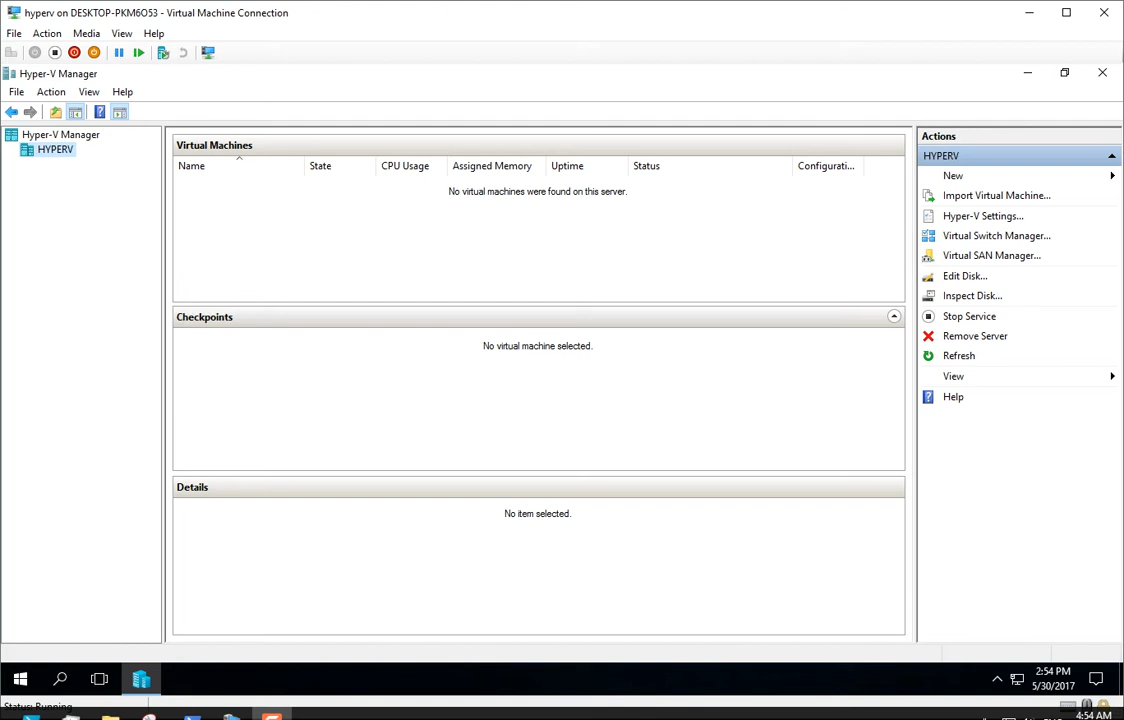 hyperv on DESKTOP-PKM6O53 - Virtual Machine Connection
File Action Media View Help
Hyper-V Manager
File Action View Help
Hyper-V Manager
HYPERV
Virtual Machines
Name State CPU Usage Assigned Memory Uptime Status Configurati...
No virtual machines were found on this server.
Checkpoints
No virtual machine selected.
Details
No item selected.
Actions
HYPERV
New
Import Virtual Machine...
Hyper-V Settings...
Virtual Switch Manager...
Virtual SAN Manager...
Edit Disk...
Inspect Disk...
Stop Service
Remove Server
Refresh
View
Help
2:54 PM
5/30/2017
Status: Running
4:54 AM